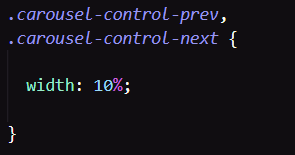 .carousel-control-prev,
.carousel-control-next {
width: 10%;
}